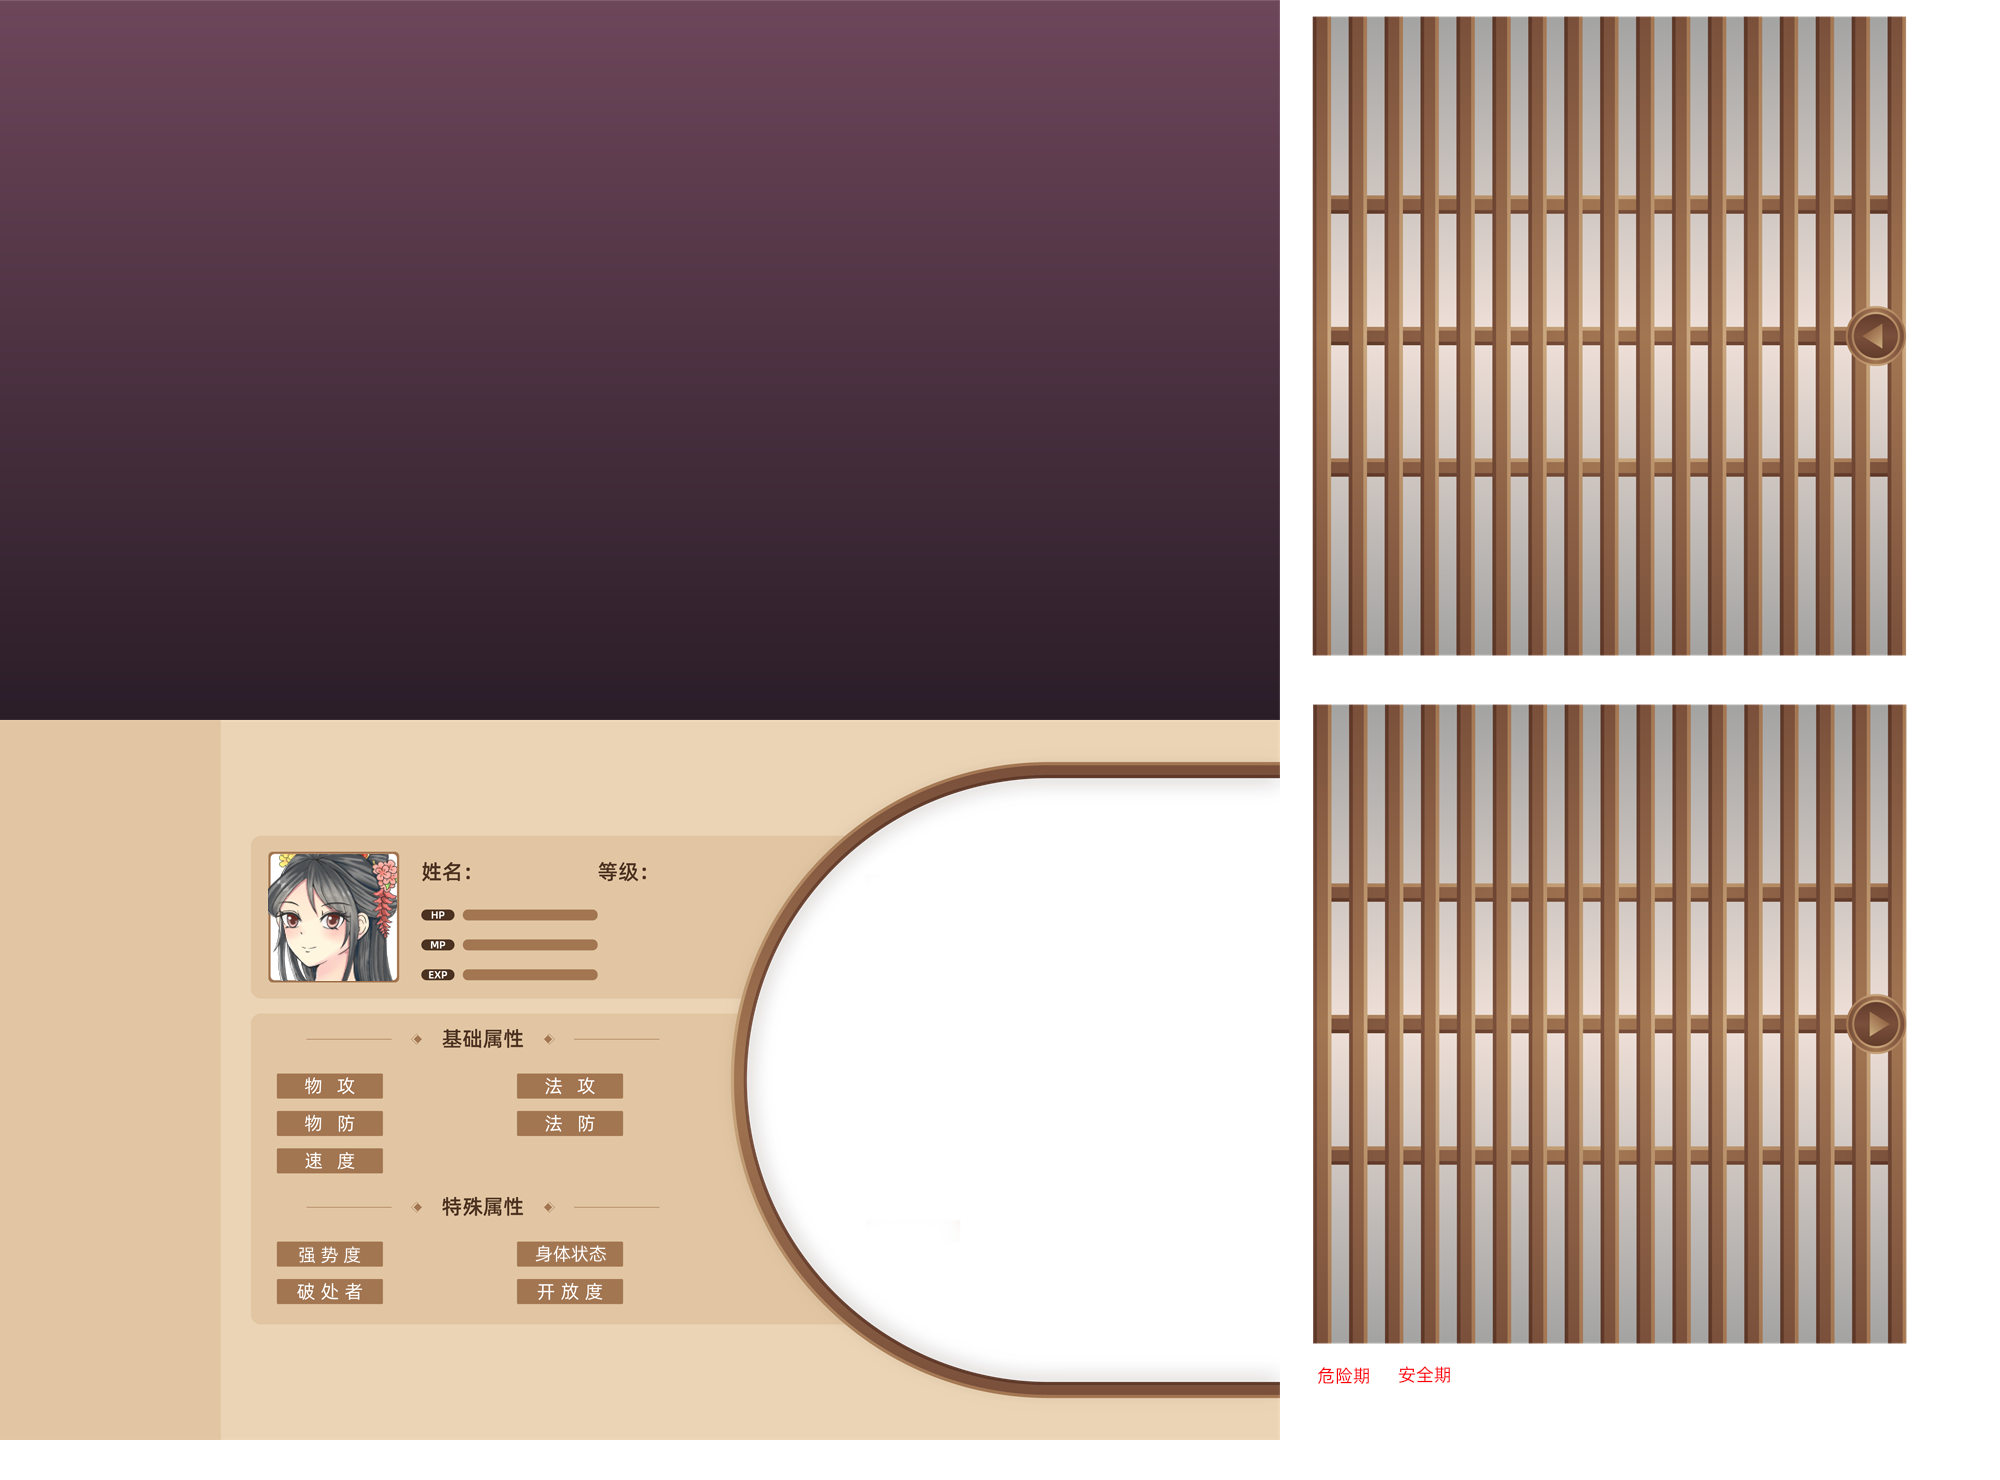 姓名： 等级：
HP
MP
EXP
基础属性
物 攻 法 攻
物 防 法 防
速 度
特殊属性
强 势 度 身体状态
破 处 者 开 放 度
危险期 安全期